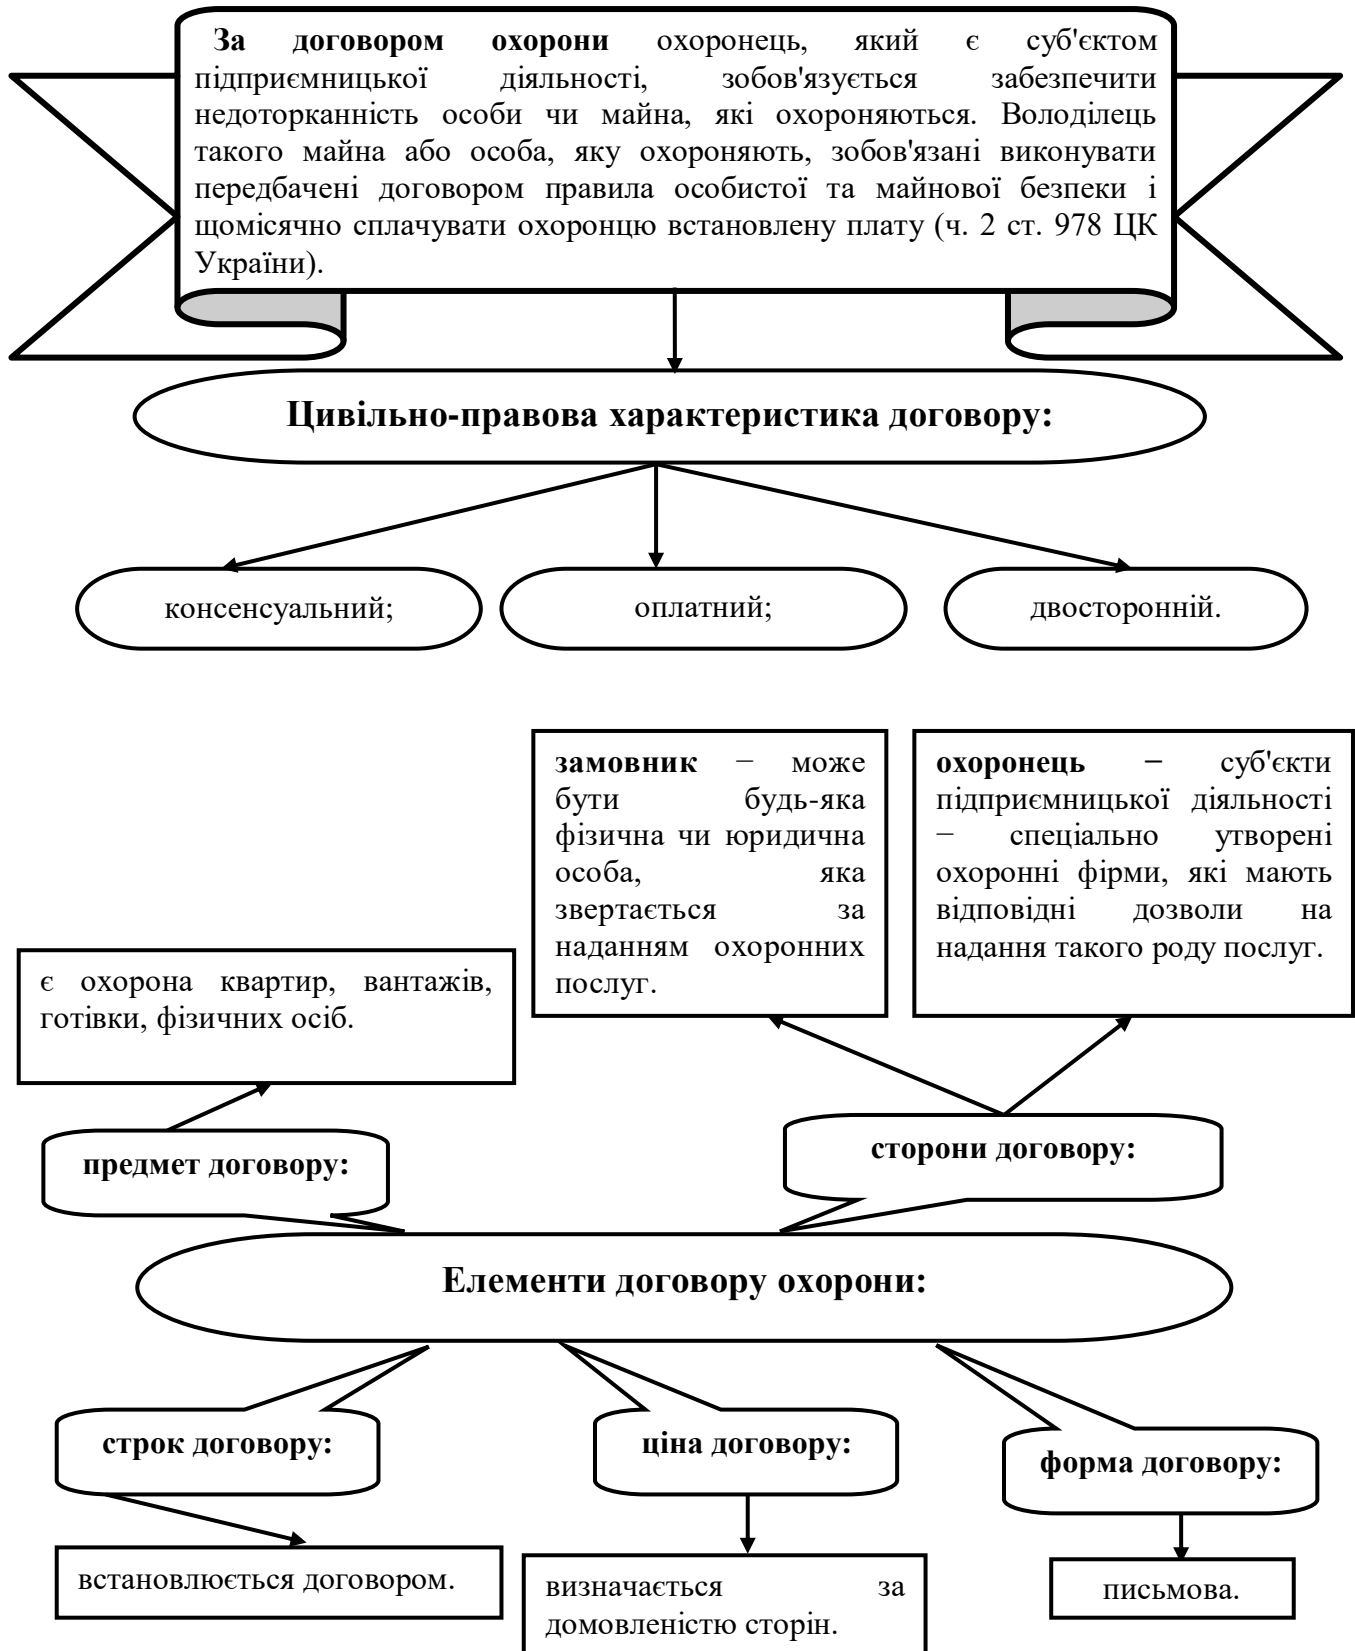 За договором охорони охоронець, який є суб'єктом
підприємницької діяльності, зобов'язується забезпечити
недоторканність особи чи майна, які охороняються. Володілець
такого майна або особа, яку охороняють, зобов'язані виконувати
передбачені договором правила особистої та майнової безпеки і
щомісячно сплачувати охоронцю встановлену плату (ч. 2 ст. 978 ЦК
України).
Цивільно-правова характеристика договору:
консенсуальний;
оплатний;
двосторонній.
замовник − може
бути будь-яка
фізична чи юридична
особа, яка
звертається за
наданням охоронних
послуг.
охоронець − суб'єкти
підприємницької діяльності
− спеціально утворені
охоронні фірми, які мають
відповідні дозволи на
надання такого роду послуг.
є охорона квартир, вантажів,
готівки, фізичних осіб.
предмет договору:
сторони договору:
Елементи договору охорони:
строк договору:
ціна договору:
форма договору:
встановлюється договором.
визначається за
домовленістю сторін.
письмова.